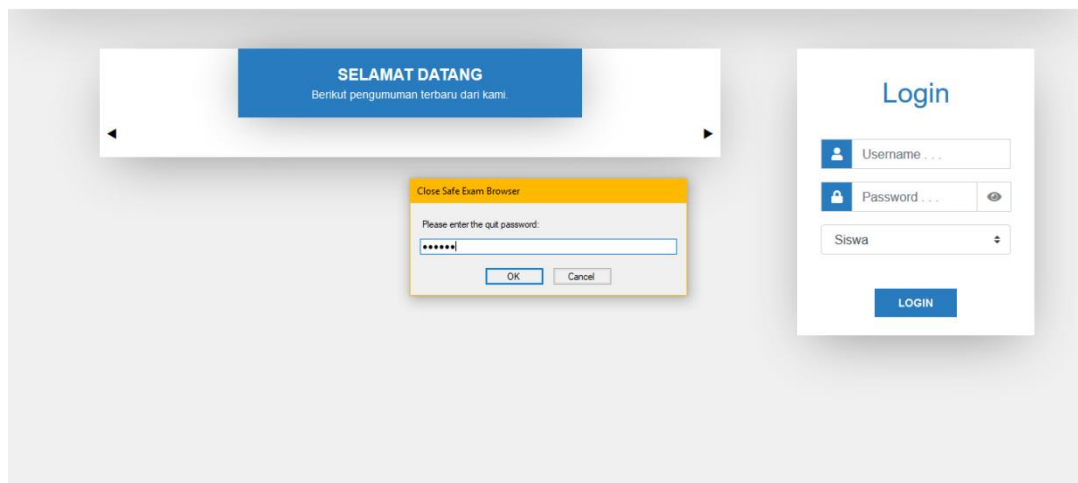 SELAMAT DATANG
Berikut pengumuman terbaru dari kami.
Login
Username . . .
Password . . .
Siswa
LOGIN
Close Safe Exam Browser
Please enter the quit password:
••••••
OK
Cancel